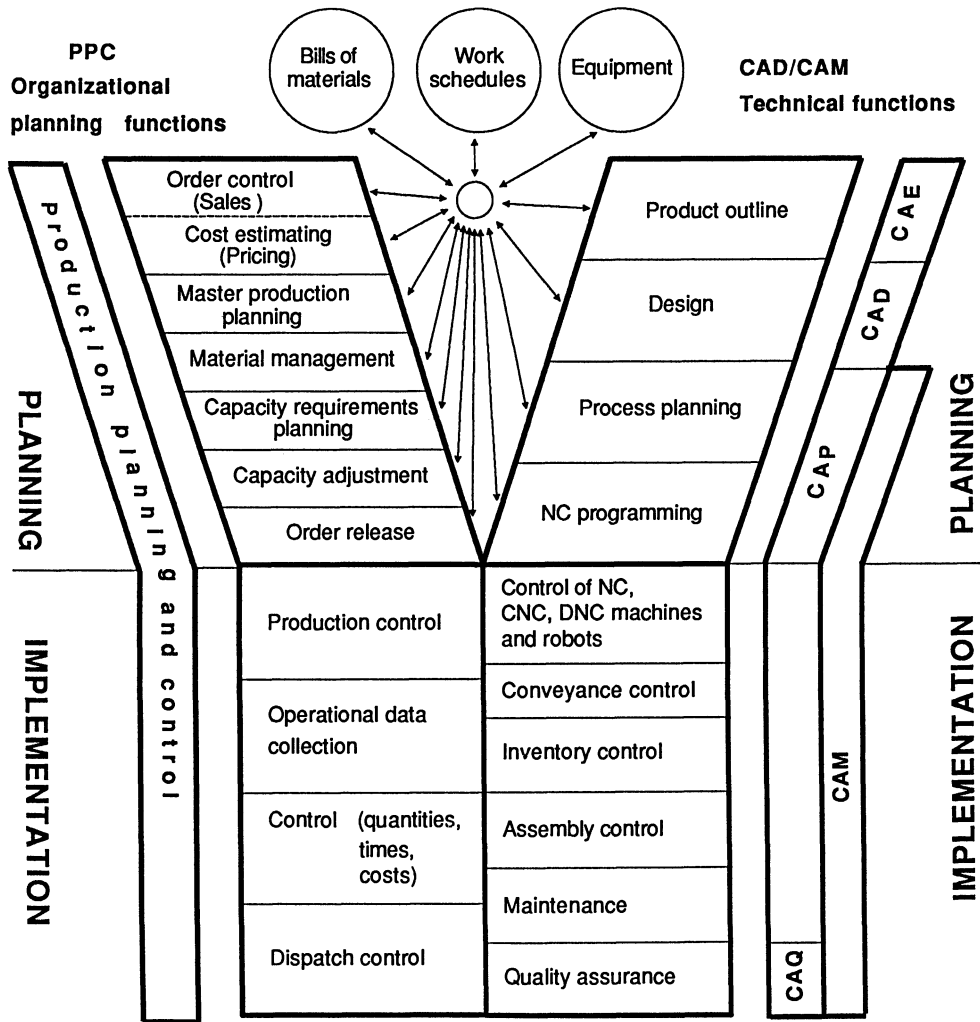 PPC
Organizational
planning functions
Bills of
materials
Work
schedules
Equipment
CAD/CAM
Technical functions
Production planning and control
PLANNING
IMPLEMENTATION
Order control
(Sales )
Cost estimating
(Pricing)
Master production
planning
Material management
Capacity requirements
planning
Capacity adjustment
Order release
Production control
Operational data
collection
Control (quantities,
times,
costs)
Dispatch control
Product outline
Design
Process planning
NC programming
Control of NC,
CNC, DNC machines
and robots
Conveyance control
Inventory control
Assembly control
Maintenance
Quality assurance
CAE
CAD
CAP
CAM
CAQ
PLANNING
IMPLEMENTATION